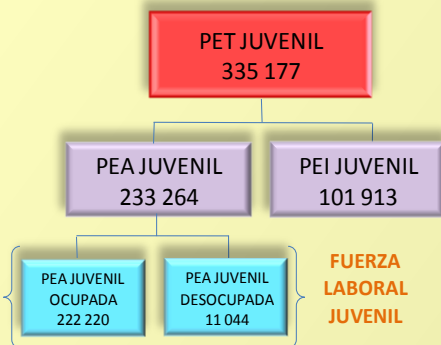 PET JUVENIL
335 177
PEA JUVENIL
233 264
PEI JUVENIL
101 913
PEA JUVENIL
OCUPADA
222 220
PEA JUVENIL
DESOCUPADA
11 044
FUERZA
LABORAL
JUVENIL